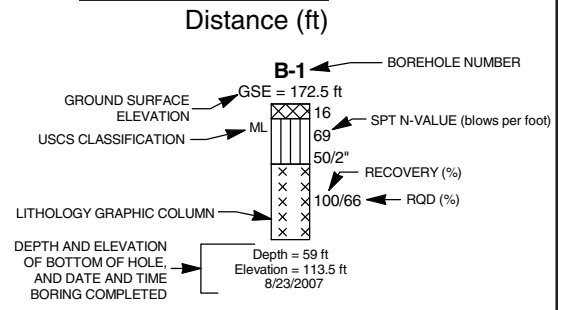 Distance (ft)
B-1
BOREHOLE NUMBER
GSE = 172.5 ft
GROUND SURFACE
ELEVATION
16
SPT N-VALUE (blows per foot)
ML
69
USCS CLASSIFICATION
50/2"
RECOVERY (%)
100/66
RQD (%)
LITHOLOGY GRAPHIC COLUMN
DEPTH AND ELEVATION
OF BOTTOM OF HOLE,
AND DATE AND TIME
BORING COMPLETED
Depth = 59 ft
Elevation = 113.5 ft
8/23/2007